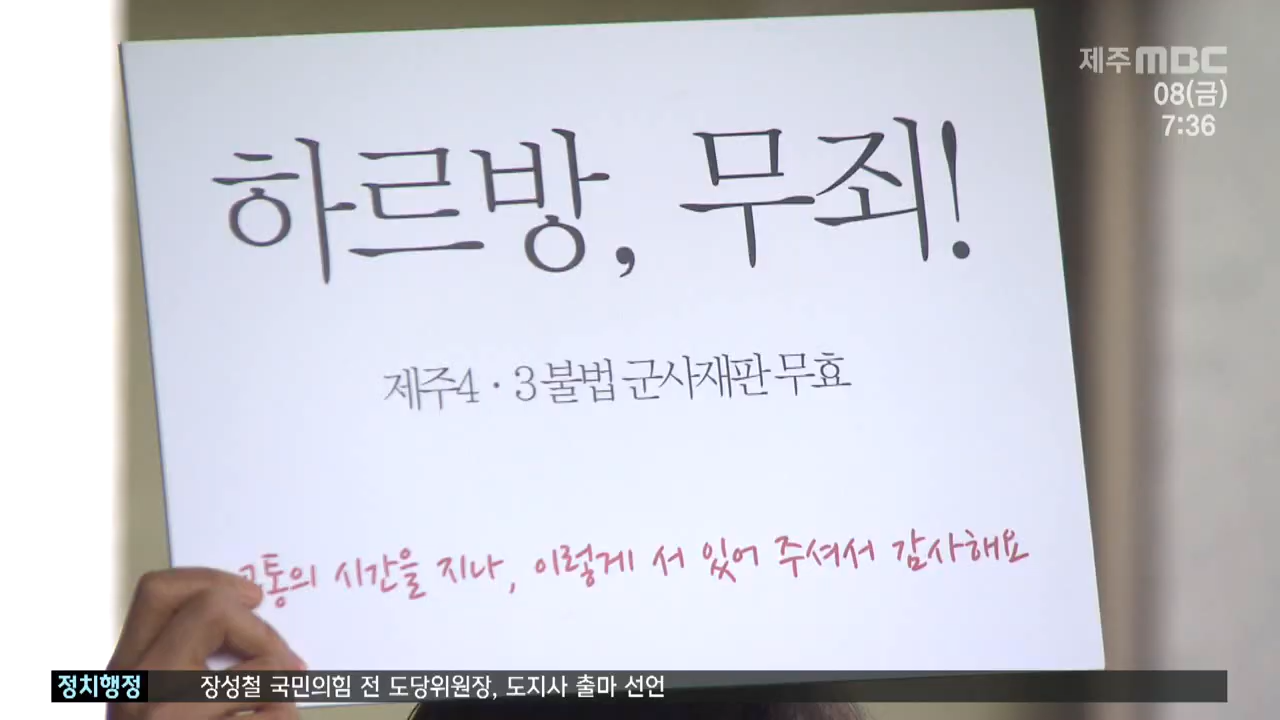 제주MBC
08(금)
7:36
하르방, 무죄!
제주4·3 불법 군사재판 무효
고통의 시간을 지나, 이렇게 서 있어 주셔서 감사해요
정치행정 장성철 국민의힘 전 도당위원장, 도지사 출마 선언